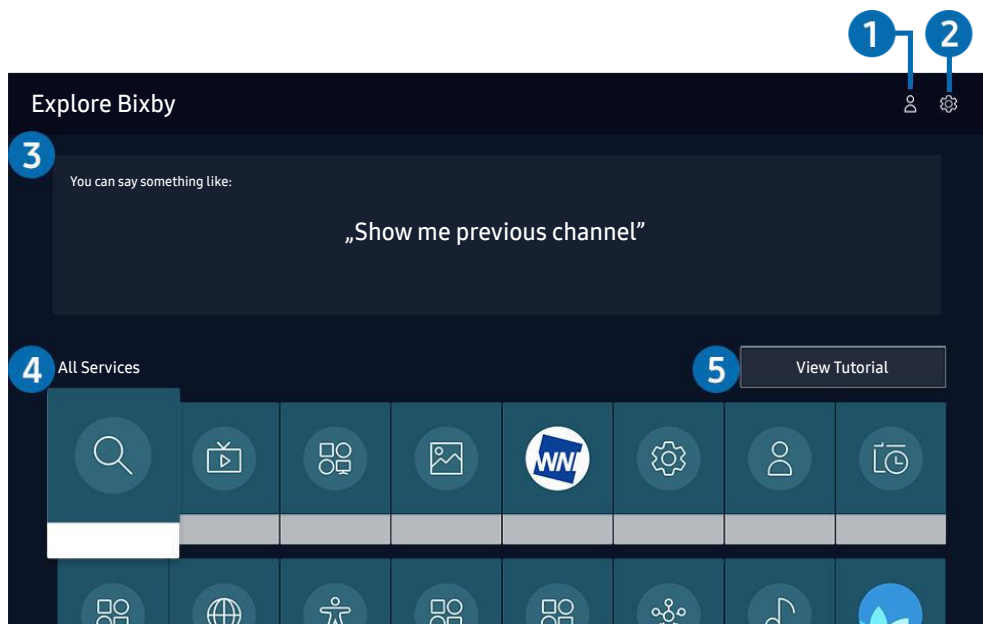 1 2
Explore Bixby
3
You can say something like:
„Show me previous channel”
4 All Services
5 View Tutorial
WNI